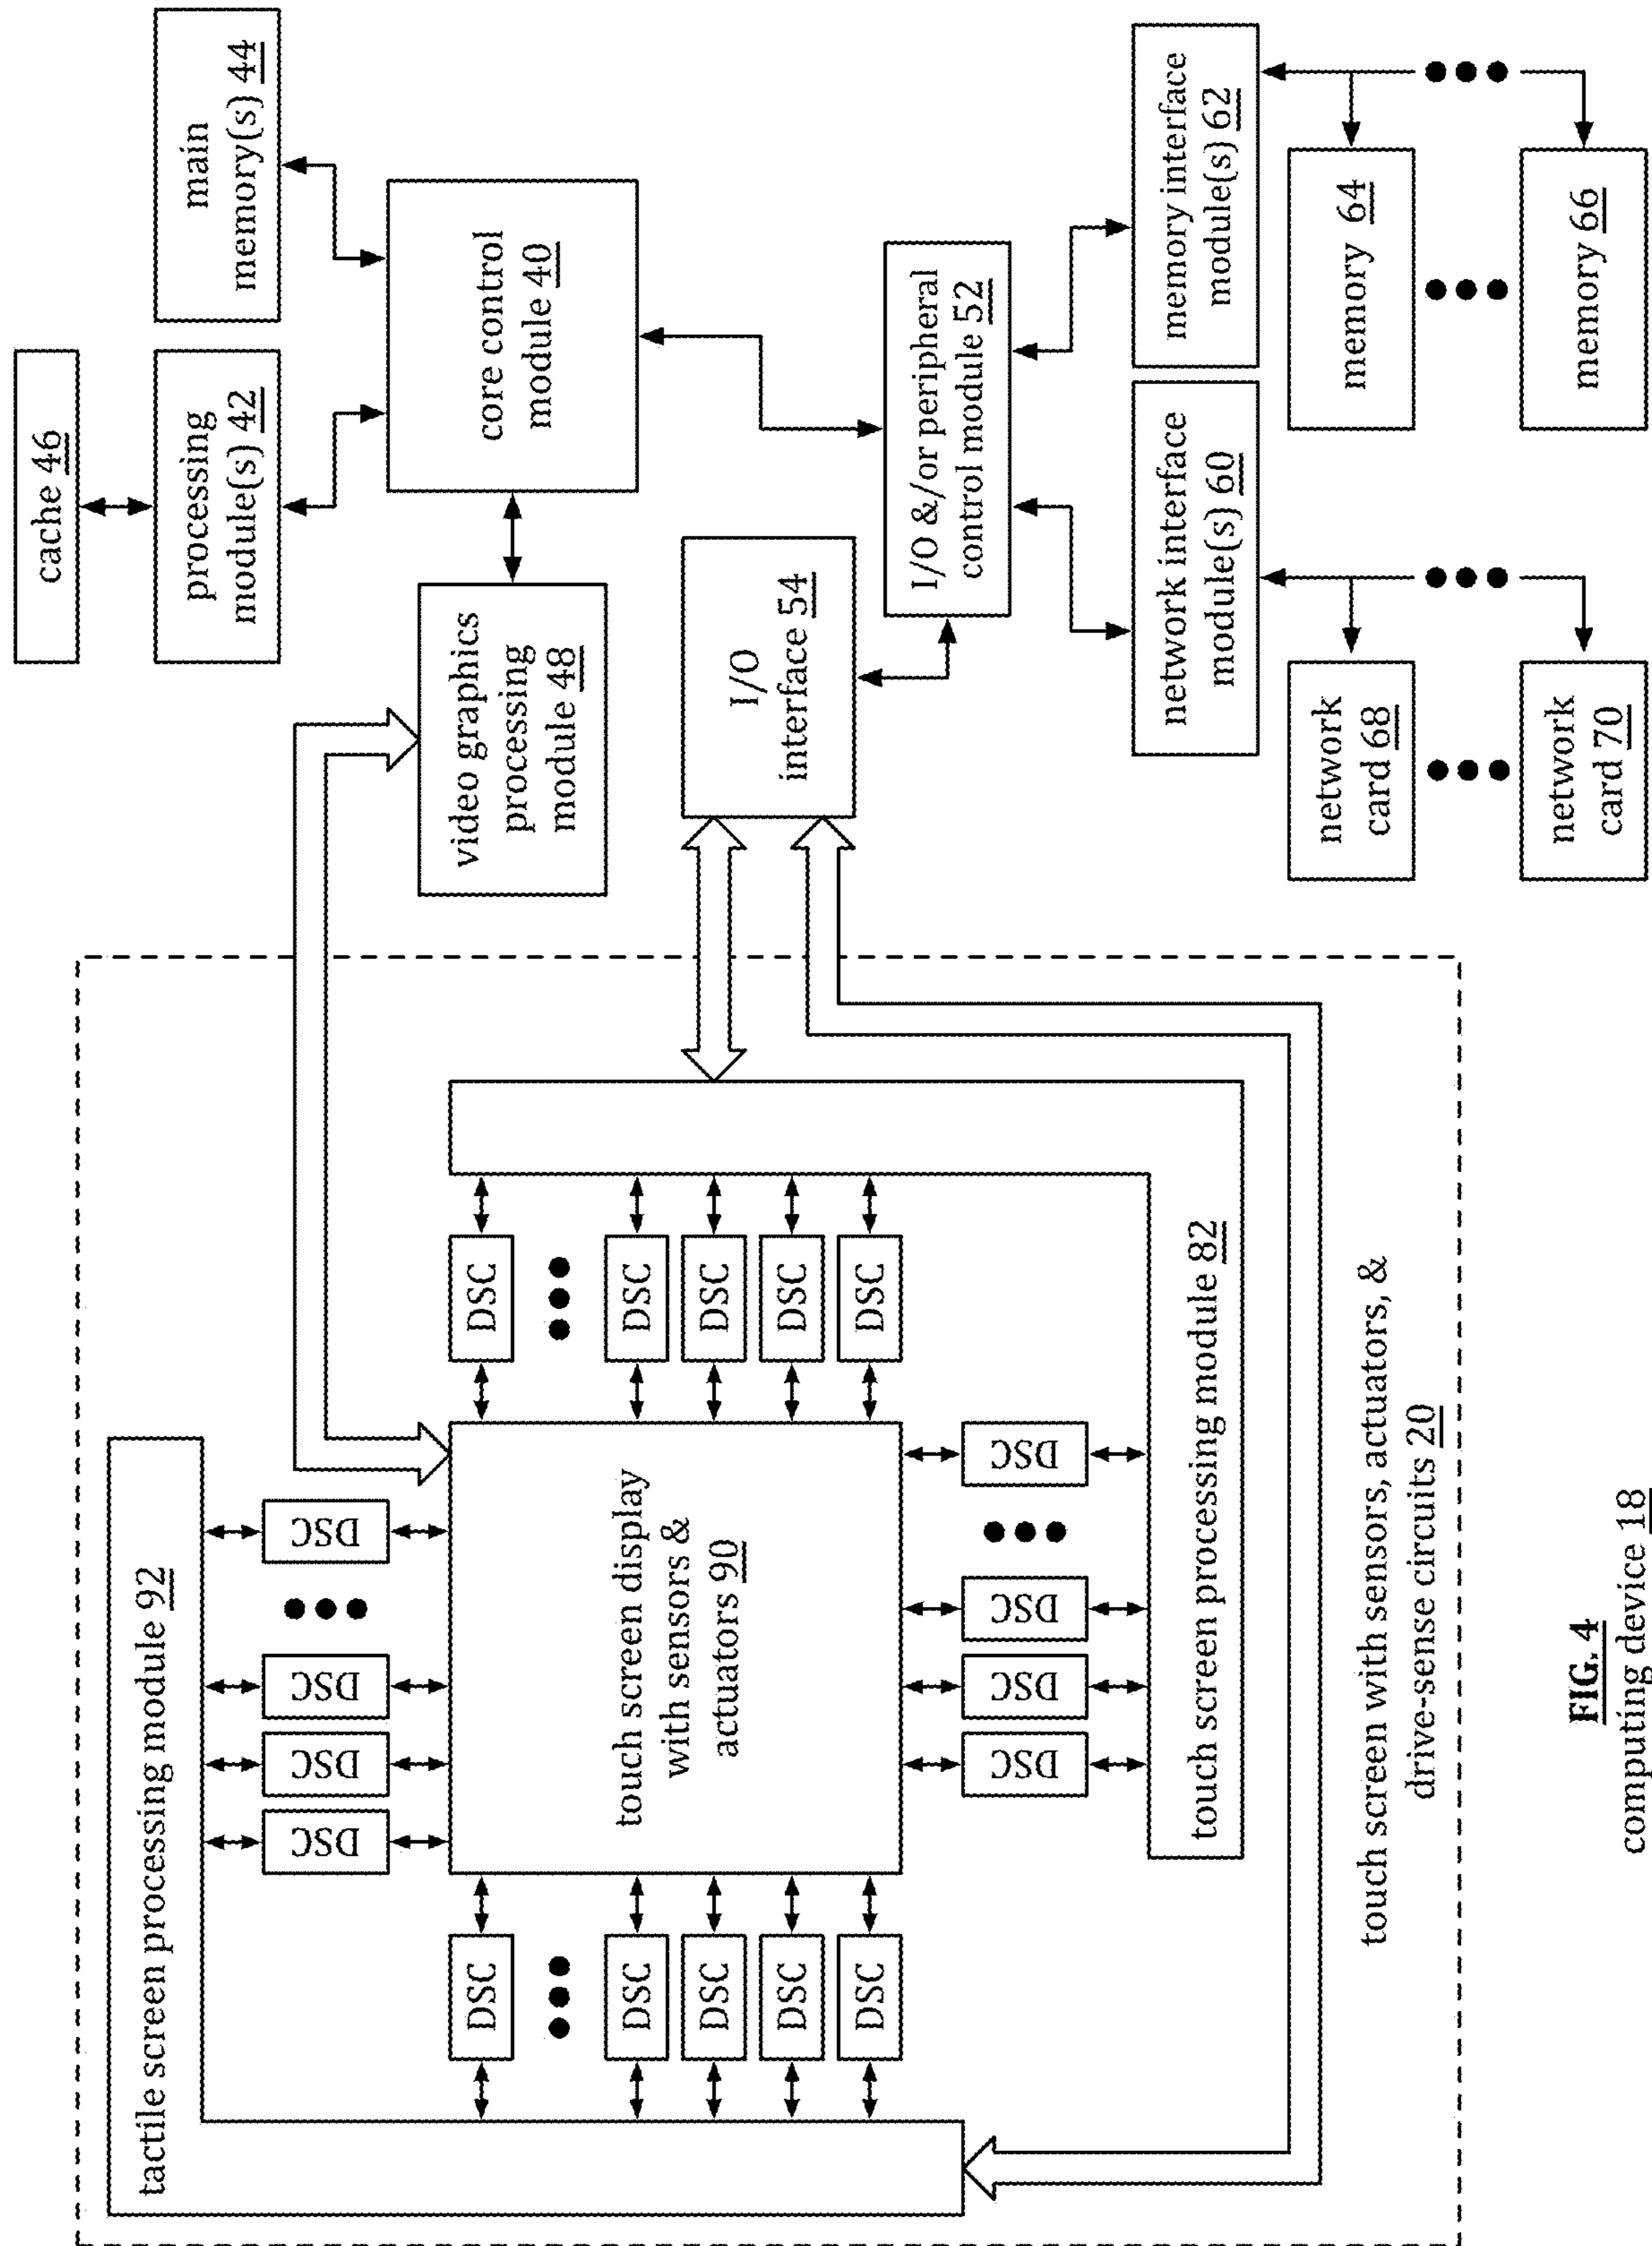 tactile screen processing module 92
DSC
DSC
DSC
DSC
DSC
DSC
DSC
DSC
DSC
touch screen display
with sensors &
actuators 90
DSC
DSC
DSC
DSC
DSC
DSC
DSC
DSC
DSC
touch screen processing module 82
touch screen with sensors, actuators, &
drive-sense circuits 20
cache 46
processing
module(s) 42
main
memory(s) 44
core control
module 40
video graphics
processing
module 48
I/O
interface 54
I/O &/or peripheral
control module 52
network interface
module(s) 60
memory interface
module(s) 62
network
card 68
memory 64
network
card 70
memory 66
FIG. 4
computing device 18